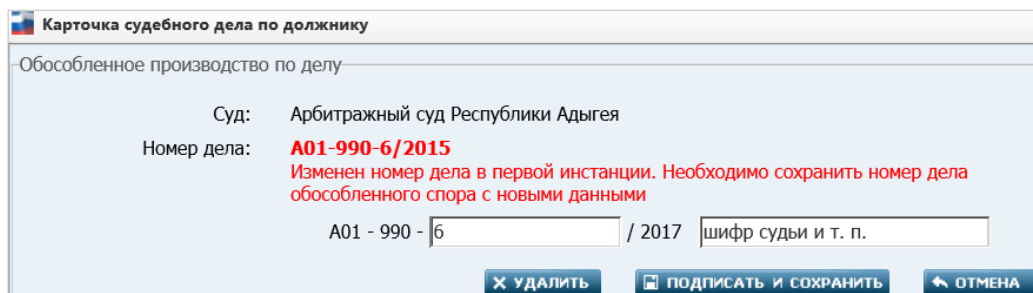 Карточка судебного дела по должнику
Обособленное производство по делу
Суд: Арбитражный суд Республики Адыгея
Номер дела: А01-990-6/2015
Изменен номер дела в первой инстанции. Необходимо сохранить номер дела
обособленного спора с новыми данными
А01 - 990 - 6 / 2017 шифр судьи и т. п.
УДАЛИТЬ ПОДПИСАТЬ И СОХРАНИТЬ ОТМЕНА